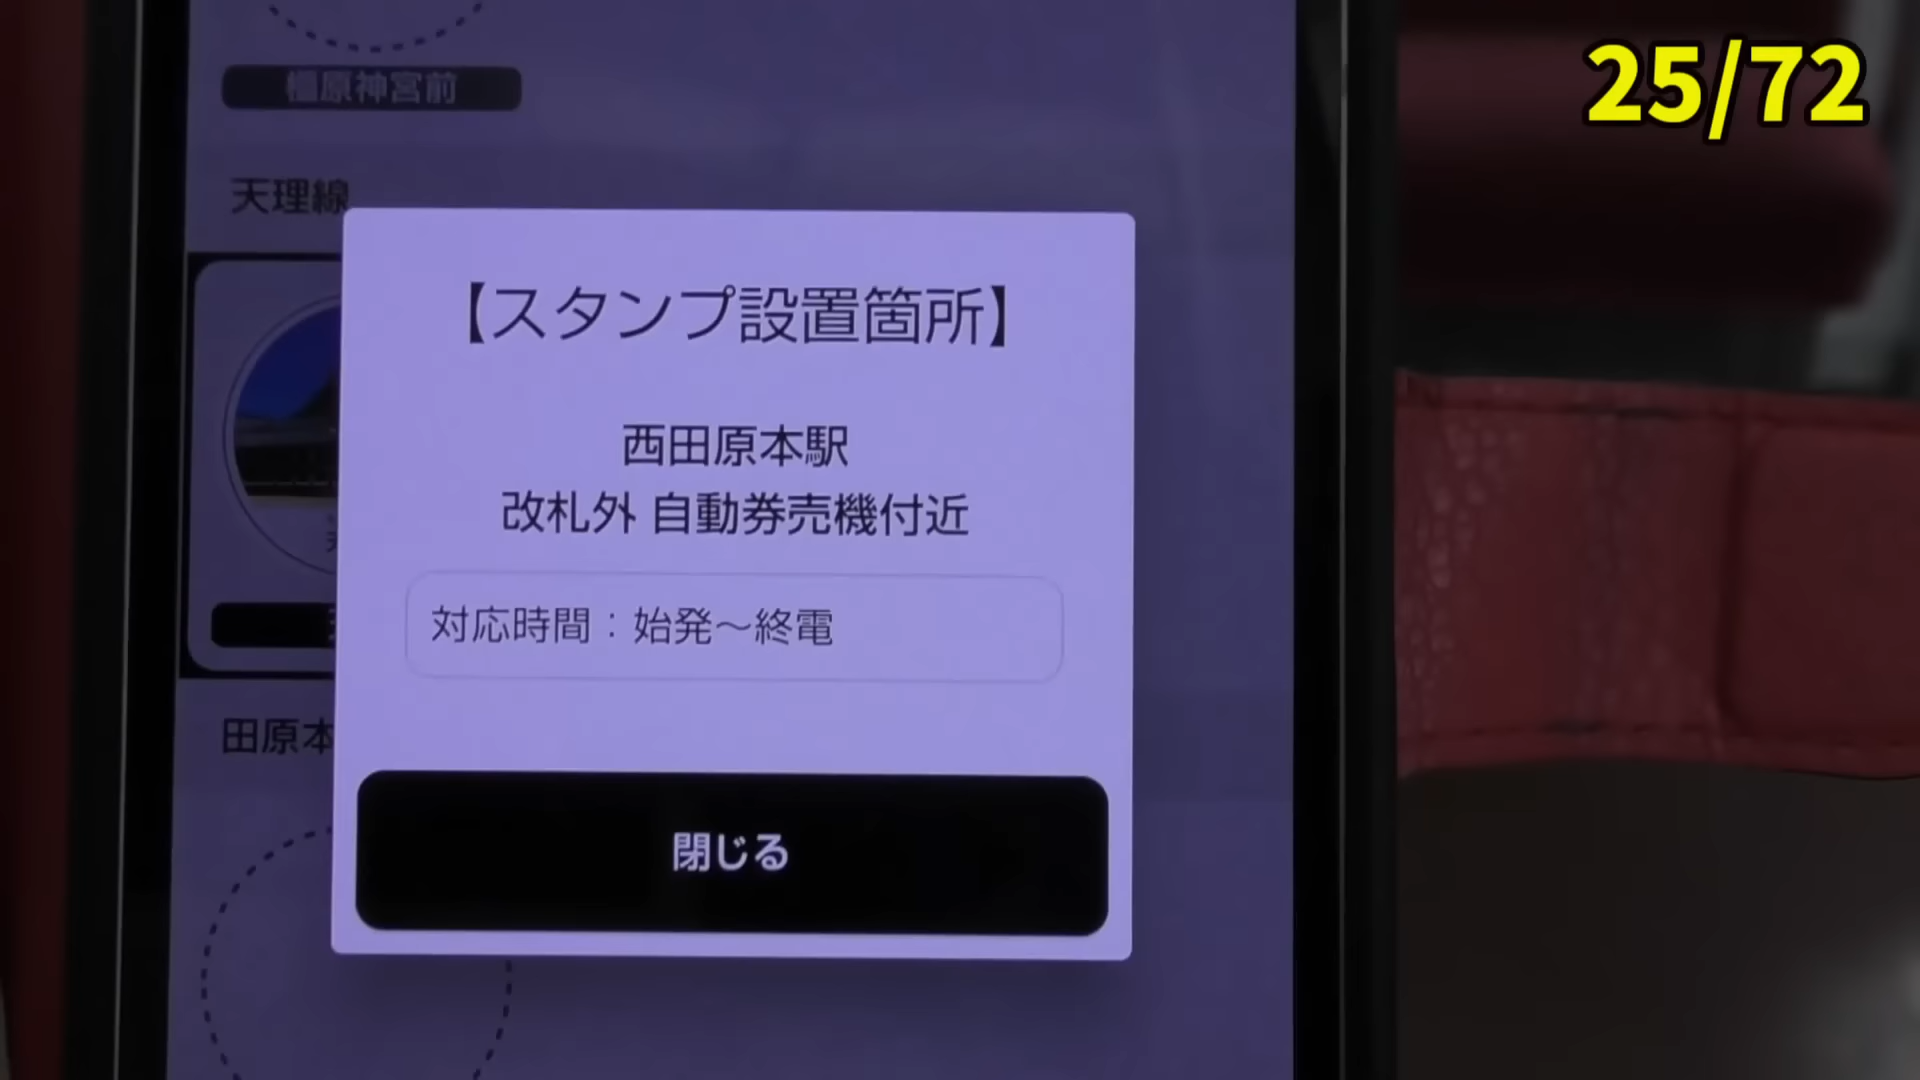 25/72
橿原神宮前
天理線
【スタンプ設置箇所】
西田原本駅
改札外 自動券売機付近
対応時間：始発〜終電
田原本
閉じる